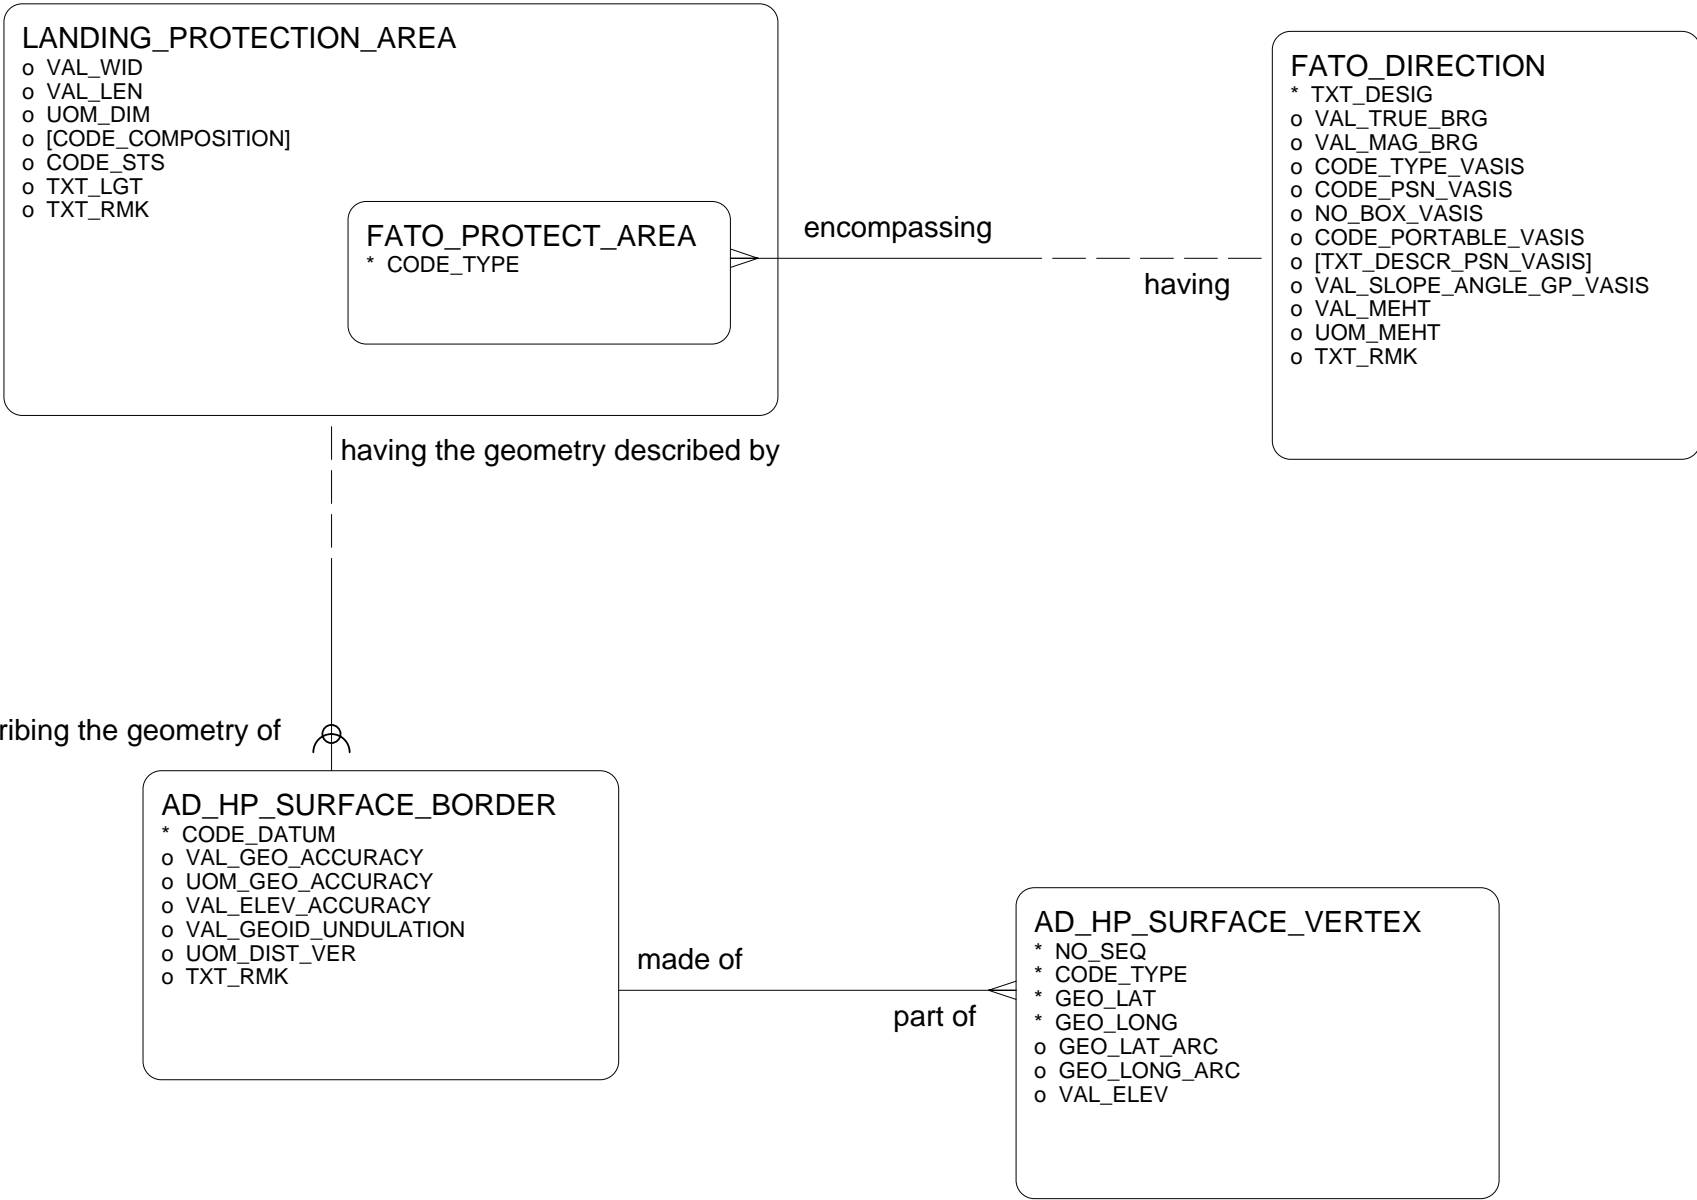 LANDING_PROTECTION_AREA
o VAL_WID
o VAL_LEN
o UOM_DIM
o [CODE_COMPOSITION]
o CODE_STS
o TXT_LGT
o TXT_RMK
FATO_PROTECT_AREA
* CODE_TYPE
encompassing
having
FATO_DIRECTION
* TXT_DESIG
o VAL_TRUE_BRG
o VAL_MAG_BRG
o CODE_TYPE_VASIS
o CODE_PSN_VASIS
o NO_BOX_VASIS
o CODE_PORTABLE_VASIS
o [TXT_DESCR_PSN_VASIS]
o VAL_SLOPE_ANGLE_GP_VASIS
o VAL_MEHT
o UOM_MEHT
o TXT_RMK
having the geometry described by
ribing the geometry of
AD_HP_SURFACE_BORDER
* CODE_DATUM
o VAL_GEO_ACCURACY
o UOM_GEO_ACCURACY
o VAL_ELEV_ACCURACY
o VAL_GEOID_UNDULATION
o UOM_DIST_VER
o TXT_RMK
made of
part of
AD_HP_SURFACE_VERTEX
* NO_SEQ
* CODE_TYPE
* GEO_LAT
* GEO_LONG
o GEO_LAT_ARC
o GEO_LONG_ARC
o VAL_ELEV